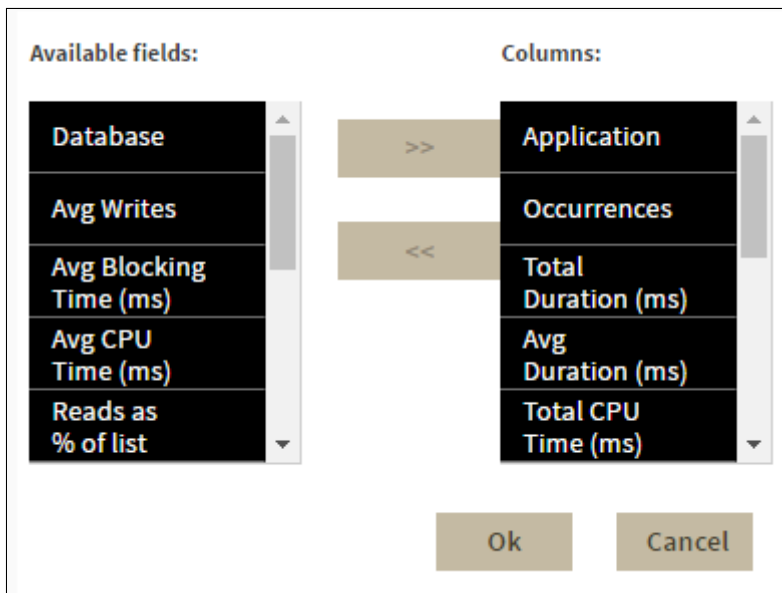 Available fields:
Columns:
Database
Avg Writes
Avg Blocking
Time (ms)
Avg CPU
Time (ms)
Reads as
% of list
>>
<<
Application
Occurrences
Total
Duration (ms)
Avg
Duration (ms)
Total CPU
Time (ms)
Ok
Cancel